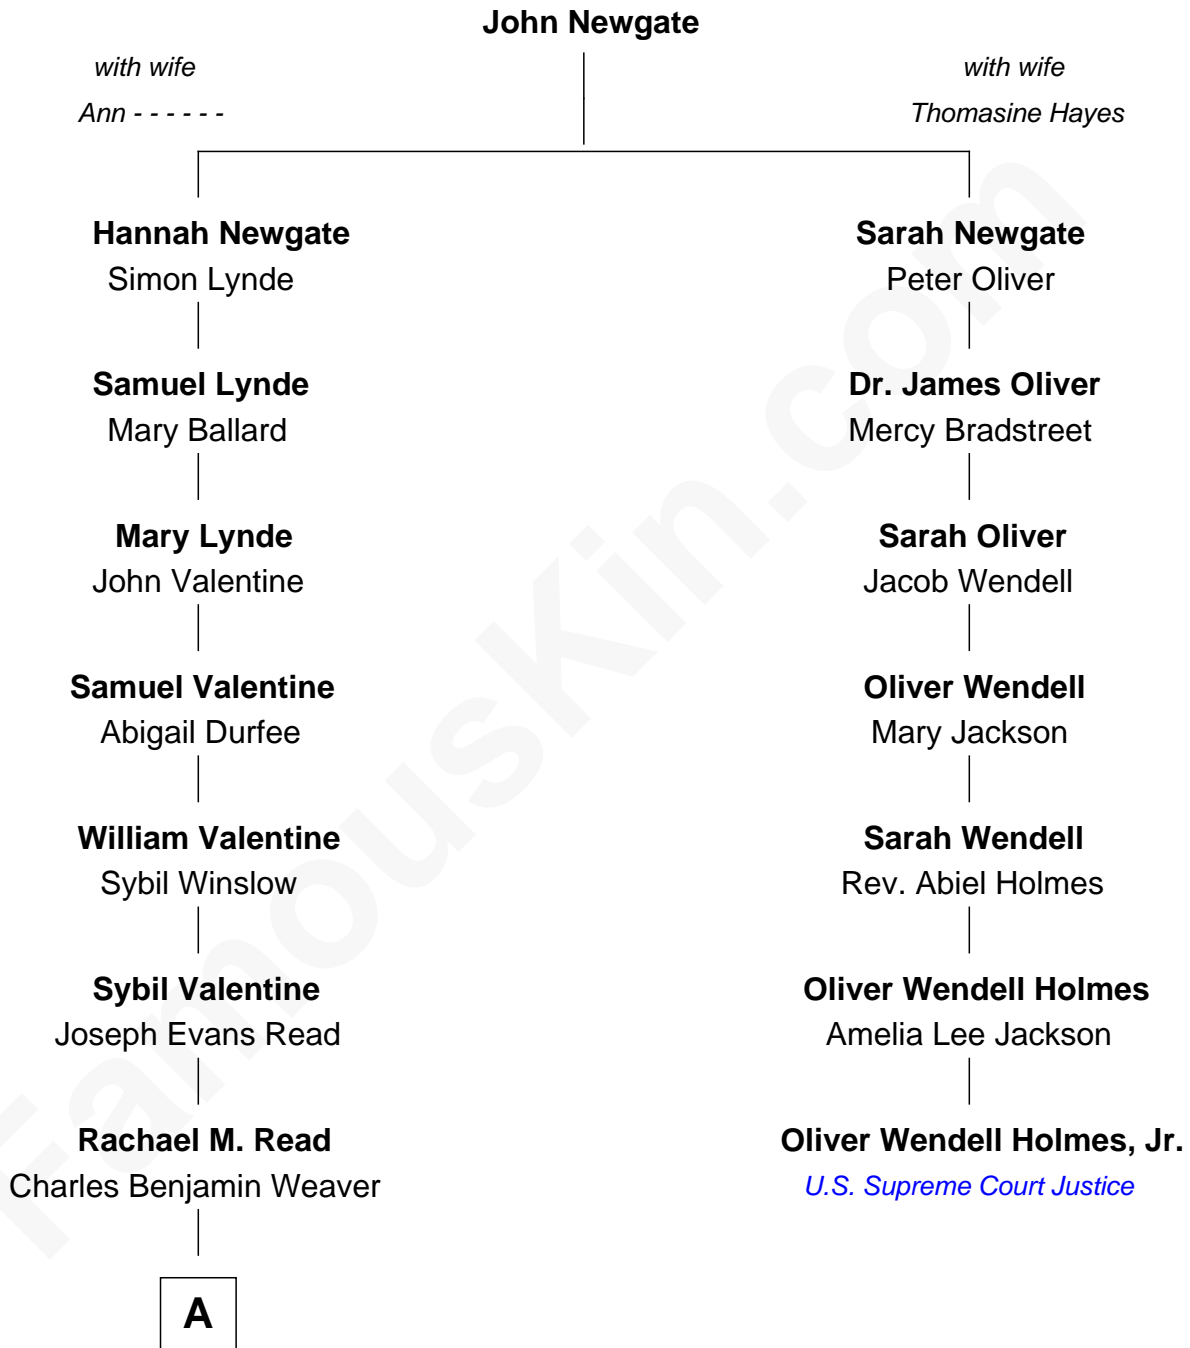 John Newgate
with wife
Ann - - - - - -
with wife
Thomasine Hayes
Hannah Newgate
Simon Lynde
Sarah Newgate
Peter Oliver
Samuel Lynde
Mary Ballard
Dr. James Oliver
Mercy Bradstreet
Mary Lynde
John Valentine
Sarah Oliver
Jacob Wendell
Samuel Valentine
Abigail Durfee
Oliver Wendell
Mary Jackson
William Valentine
Sybil Winslow
Sarah Wendell
Rev. Abiel Holmes
Sybil Valentine
Joseph Evans Read
Oliver Wendell Holmes
Amelia Lee Jackson
Rachael M. Read
Charles Benjamin Weaver
Oliver Wendell Holmes, Jr.
U.S. Supreme Court Justice
A
FamousKin.com